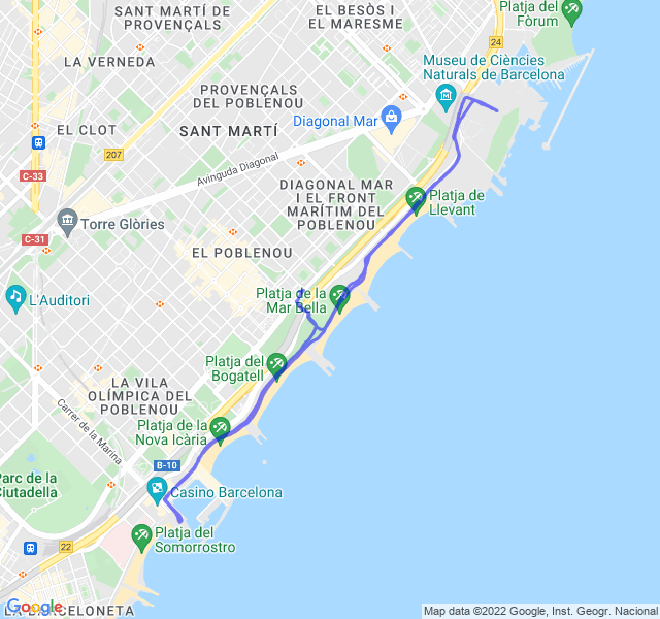 SANT MARTÍ DE
PROVENÇALS
EL BESÒS I
EL MARESME
Platja del
Fòrum
24
LA VERNEDA
Museu de Ciències
Naturals de Barcelona
PROVENÇALS
DEL POBLENOU
Diagonal Mar
EL CLOT
SANT MARTÍ
207
Avinguda Diagonal
C-33
DIAGONAL MAR
I EL FRONT
MARÍTIM DEL
POBLENOU
Platja de
Llevant
Torre Glòries
C-31
EL POBLENOU
L'Auditori
Platja de la
Mar Bella
Platja del
Bogatell
LA VILA
OLÍMPICA DEL
POBLENOU
Carrer de la Marina
Platja de la
Nova Icària
B-10
Parc de la
Ciutadella
Casino Barcelona
22
Platja del
Somorrostro
Google
LA BARCELONETA
Map data ©2022 Google, Inst. Geogr. Nacional